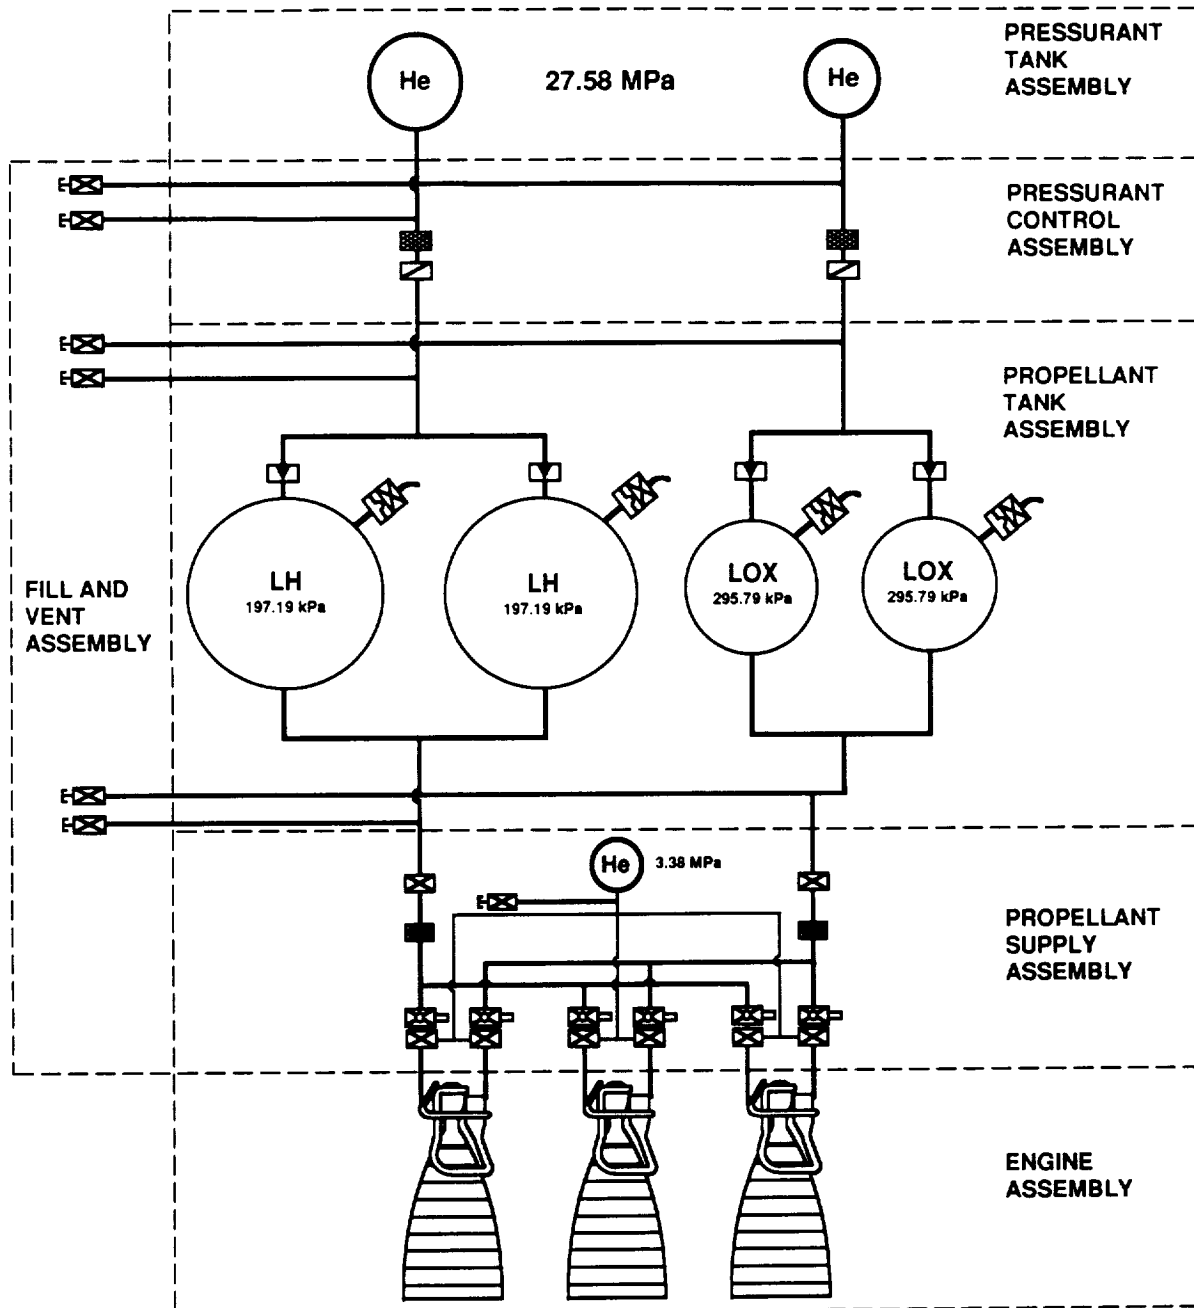 PRESSURANT
TANK
ASSEMBLY
He
27.58 MPa
He
PRESSURANT
CONTROL
ASSEMBLY
PROPELLANT
TANK
ASSEMBLY
LH
197.19 kPa
LH
197.19 kPa
LOX
295.79 kPa
LOX
295.79 kPa
FILL AND
VENT
ASSEMBLY
He
3.38 MPa
PROPELLANT
SUPPLY
ASSEMBLY
ENGINE
ASSEMBLY